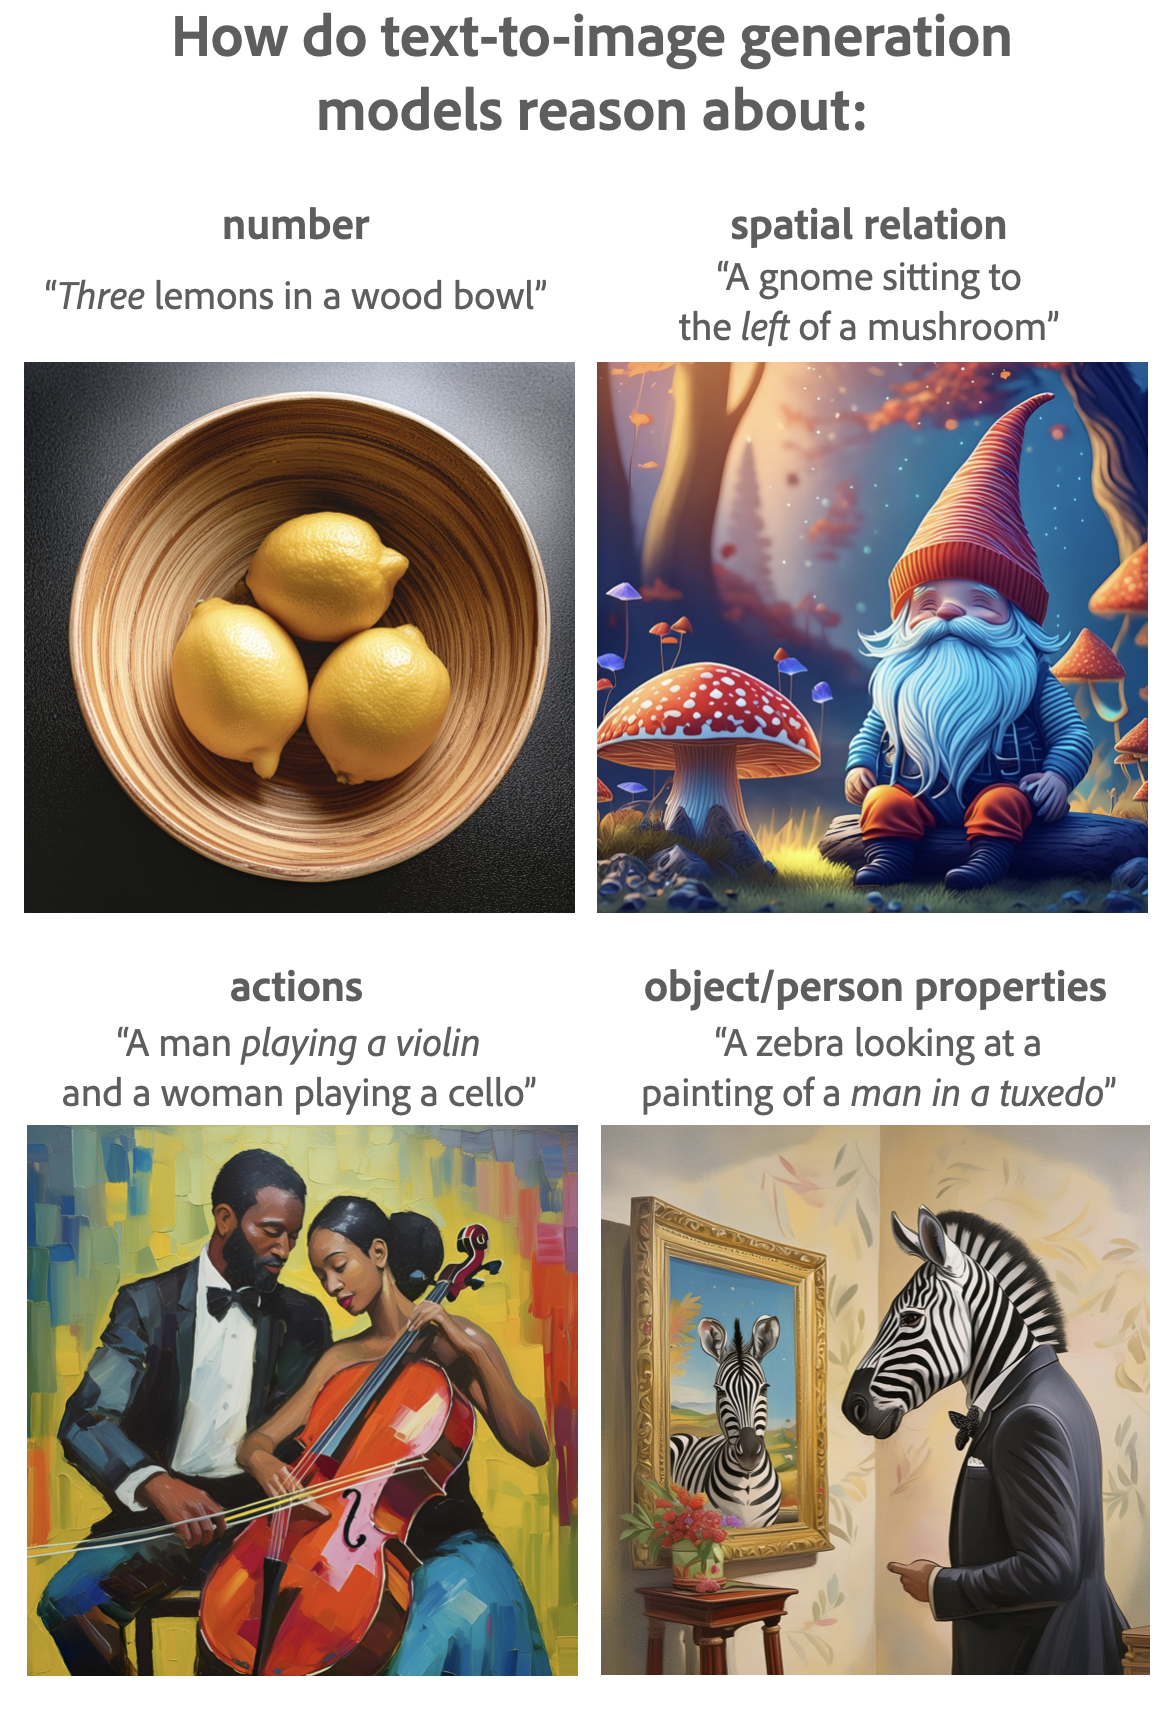 How do text-to-image generation
models reason about:
number
“Three lemons in a wood bowl”
spatial relation
“A gnome sitting to
the left of a mushroom”
actions
“A man playing a violin
and a woman playing a cello”
object/person properties
“A zebra looking at a
painting of a man in a tuxedo”